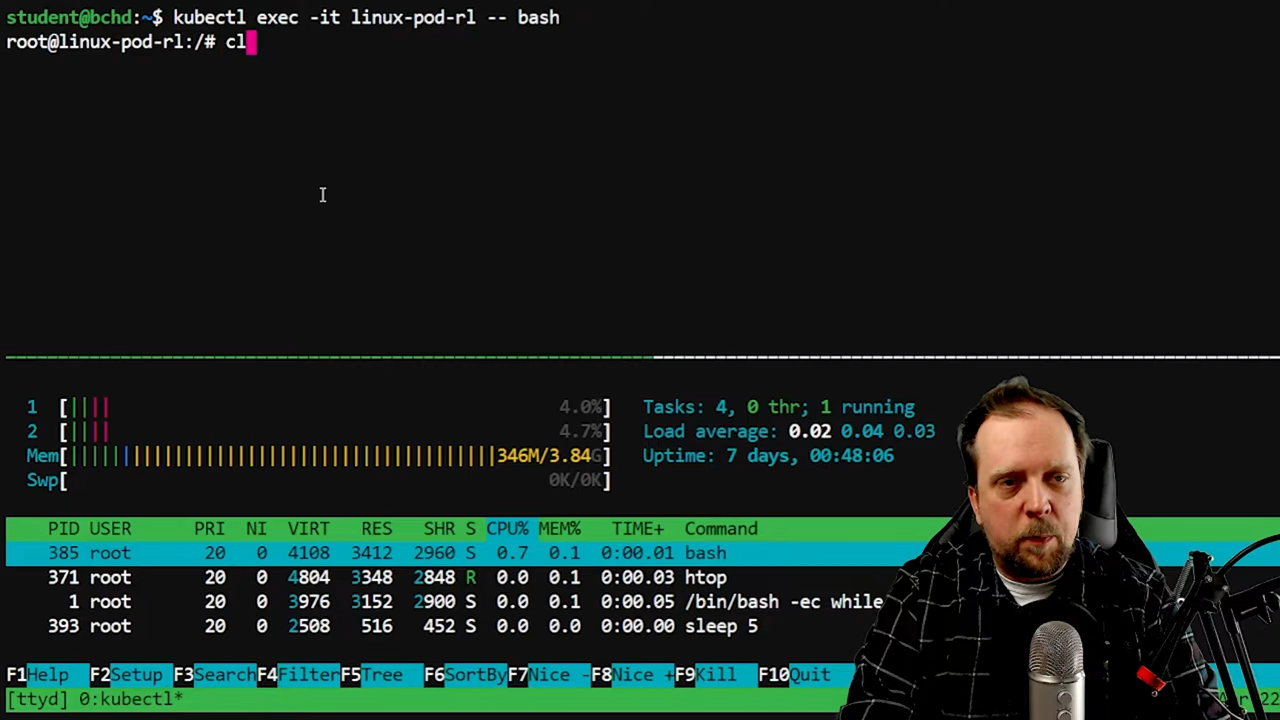 student@bchd:~$ kubectl exec -it linux-pod-rl -- bash
root@linux-pod-rl:/# cl
1 [|||| 4.0%] Tasks: 4, 0 thr; 1 running
2 [|||| 4.7%] Load average: 0.02 0.04 0.03
Mem[||||||||||||||||||||||||||||||||||||||||346M/3.84G] Uptime: 7 days, 00:48:06
Swp[ 0K/0K]
PID USER PRI NI VIRT RES SHR S CPU% MEM% TIME+ Command
385 root 20 0 4108 3412 2960 S 0.7 0.1 0:00.01 bash
371 root 20 0 4804 3348 2848 R 0.0 0.1 0:00.03 htop
1 root 20 0 3976 3152 2900 S 0.0 0.1 0:00.05 /bin/bash -ec while
393 root 20 0 2508 516 452 S 0.0 0.0 0:00.00 sleep 5
F1Help F2Setup F3SearchF4FilterF5Tree F6SortByF7Nice -F8Nice +F9Kill F10Quit
[ttyd] 0:kubectl* 22